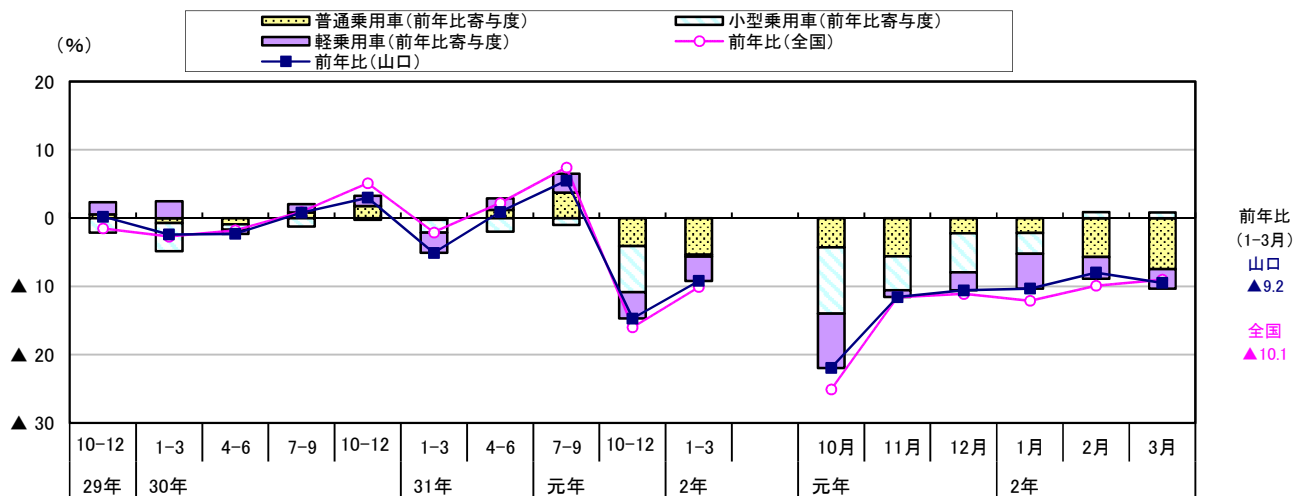 普通乗用車(前年比寄与度)
小型乗用車(前年比寄与度)
軽乗用車(前年比寄与度)
前年比(全国)
前年比(山口)
(%)
20
10
0
▲ 10
▲ 20
▲ 30
10-12 1-3 4-6 7-9 10-12 1-3 4-6 7-9 10-12 1-3 10月 11月 12月 1月 2月 3月
29年 30年 31年 元年 2年 元年 2年
前年比
(1-3月)
山口
▲9.2
全国
▲10.1